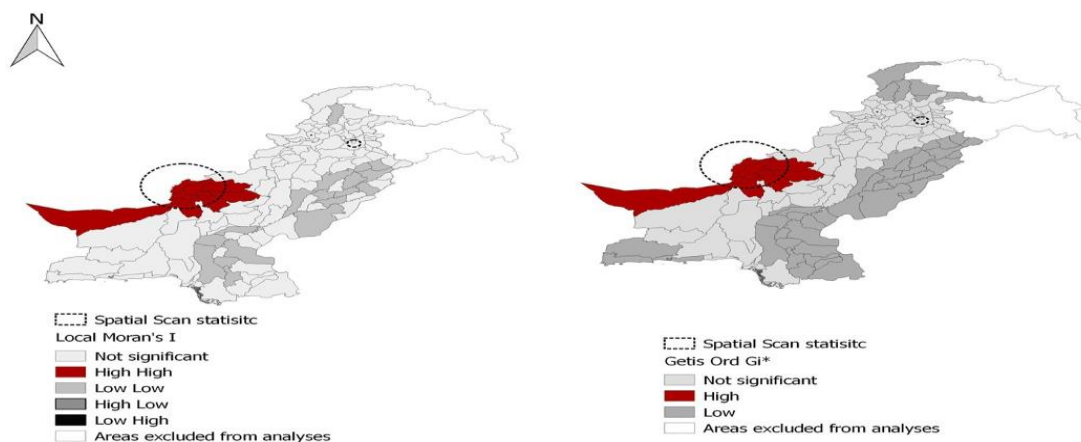 N
Spatial Scan statisitc
Local Moran's I
Not significant
High High
Low Low
High Low
Low High
Areas excluded from analyses
Spatial Scan statisitc
Getis Ord Gi*
Not significant
High
Low
Areas excluded from analyses